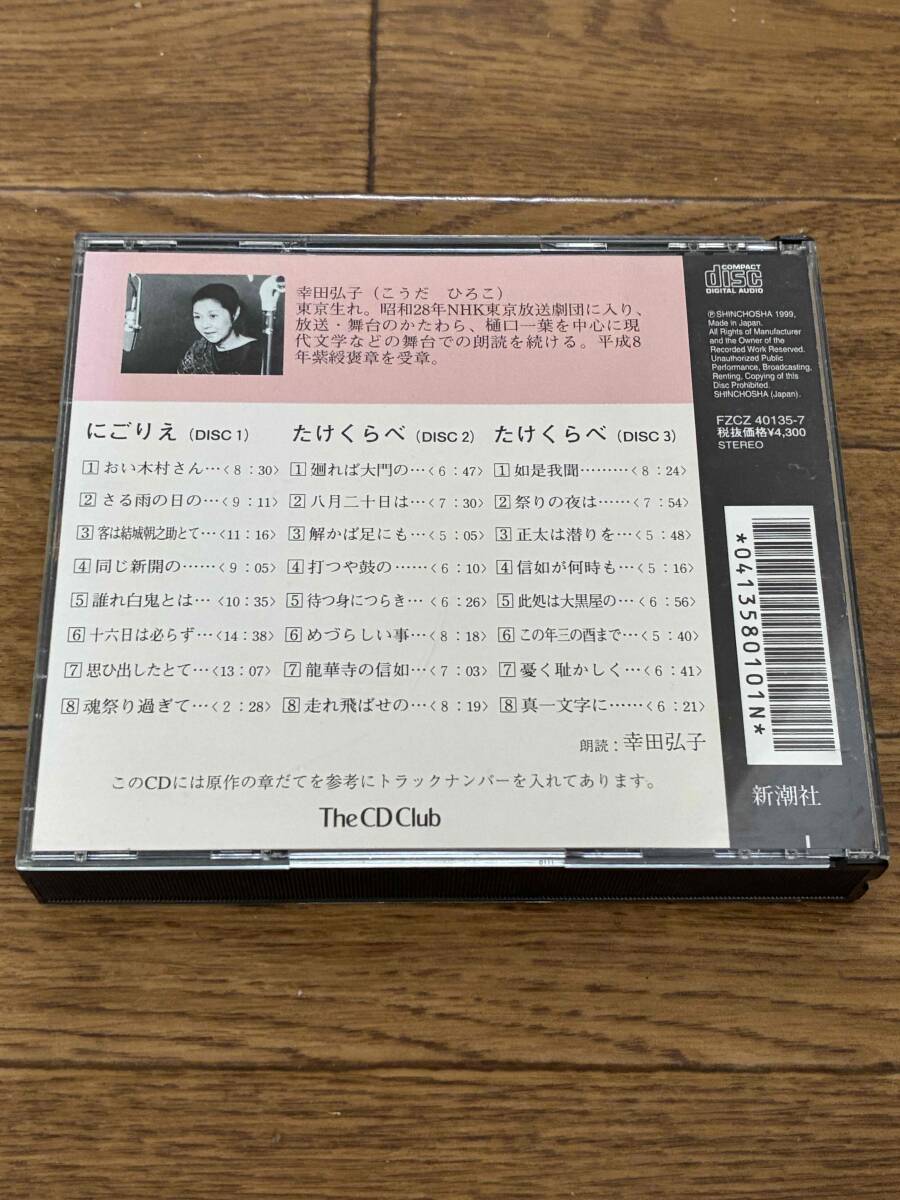 幸田弘子(こうだ ひろこ)
東京生れ。昭和28年NHK東京放送劇団に入り、
放送・舞台のかたわら、樋口一葉を中心に現
代文学などの舞台での朗読を続ける。平成8
年紫綬褒章を受章。
にごりえ(DISC 1)
1 おい木村さん…〈8:30〉
2 さる雨の日の…〈9:11〉
3 客は結城朝之助とて…〈11:16〉
4 同じ新開の……〈9:05〉
5 誰れ白鬼とは…〈10:35〉
6 十六日は必らず…〈14:38〉
7 思ひ出したとて…〈13:07〉
8 魂祭り過ぎて…〈2:28〉
たけくらべ(DISC 2)
1 廻れば大門の…〈6:47〉
2 八月二十日は…〈7:30〉
3 解かば足にも…〈5:05〉
4 打つや鼓の……〈6:10〉
5 待つ身につらき…〈6:26〉
6 めづらしい事…〈8:18〉
7 龍華寺の信如…〈7:03〉
8 走れ飛ばせの…〈8:19〉
たけくらべ(DISC 3)
1 如是我聞………〈8:24〉
2 祭りの夜は……〈7:54〉
3 正太は潜りを…〈5:48〉
4 信如が何時も…〈5:16〉
5 此処は大黒屋の…〈6:56〉
6 この年三の酉まで…〈5:40〉
7 憂く恥かしく…〈6:41〉
8 真一文字に……〈6:21〉
朗読:幸田弘子
このCDには原作の章だてを参考にトラックナンバーを入れてあります。
The CD Club
COMPACT
disc
DIGITAL AUDIO
ⓅSHINCHOSHA 1999,
Made in Japan.
All Rights of Manufacturer
and the Owner of the
Recorded Work Reserved.
Unauthorized Public
Performance, Broadcasting,
Renting, Copying of this
Disc Prohibited.
SHINCHOSHA (Japan).
FZCZ 40135-7
税抜価格¥4,300
STEREO
*0413580101N*
新潮社
0111